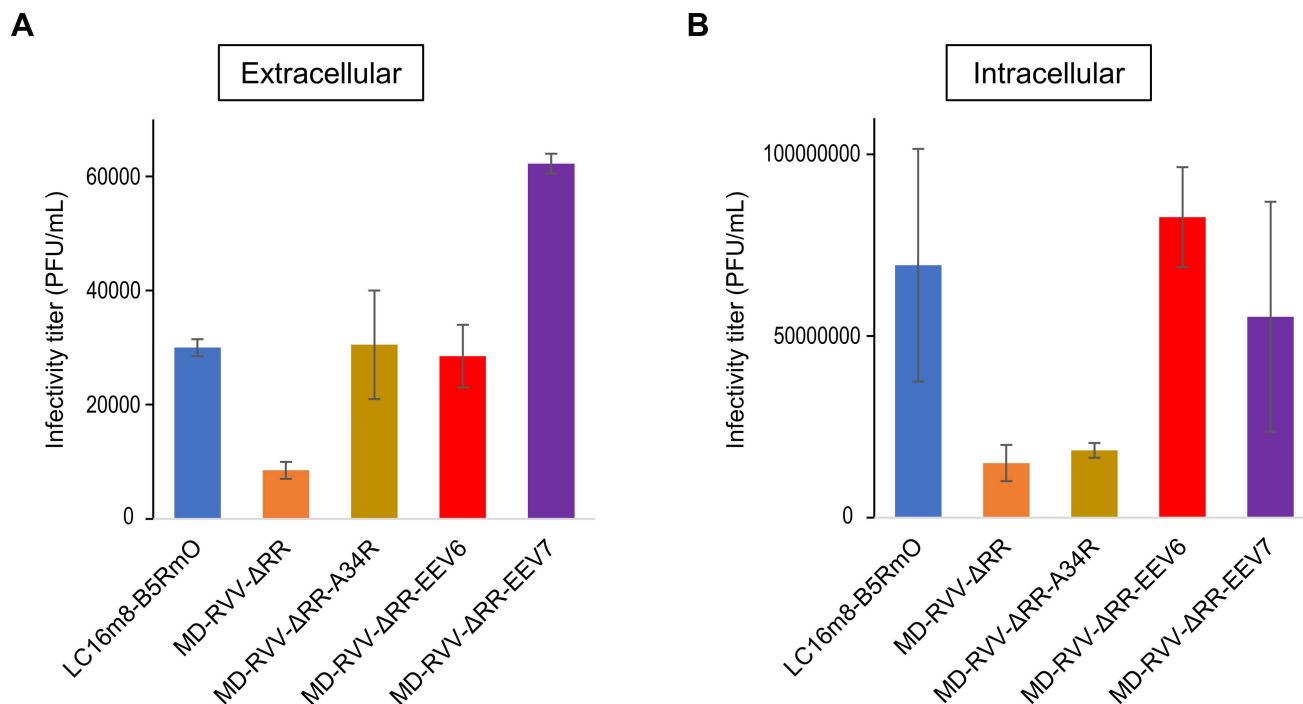 A
Extracellular
Infectivity titer (PFU/mL)
60000
40000
20000
0
LC16m8-B5RmO
MD-RVV-ΔRR
MD-RVV-ΔRR-A34R
MD-RVV-ΔRR-EEV6
MD-RVV-ΔRR-EEV7
B
Intracellular
Infectivity titer (PFU/mL)
100000000
50000000
0
LC16m8-B5RmO
MD-RVV-ΔRR
MD-RVV-ΔRR-A34R
MD-RVV-ΔRR-EEV6
MD-RVV-ΔRR-EEV7